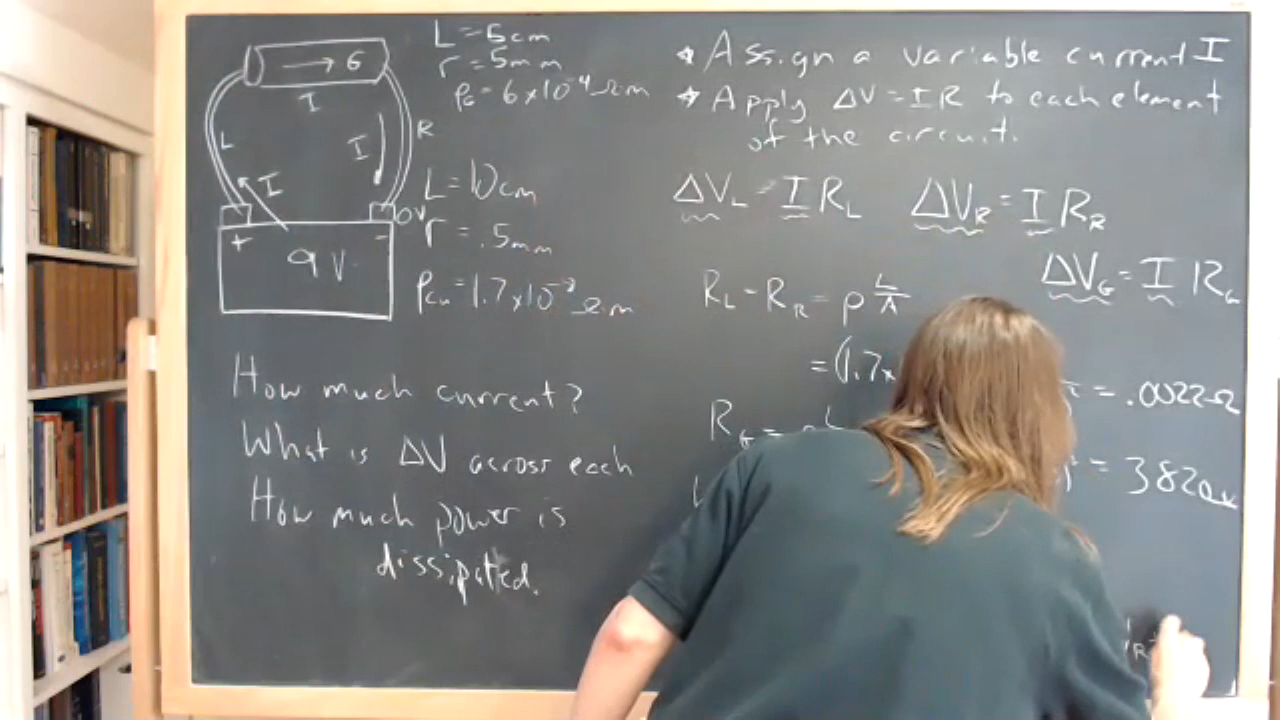 L = 5cm
r = 5mm
ρG = 6×10⁻⁴ Ωm
→ G
I
L
R
I
I
0V
+
-
9V
L = 10cm
r = .5mm
ρCu = 1.7×10⁻⁸ Ωm
How much current?
What is ΔV across each
How much power is
dissipated.
* Assign a variable current I
* Apply ΔV = IR to each element
of the circuit.
ΔVL = I RL
ΔVR = I RR
ΔVG = I RG
RL = RR = ρ L/A
= (1.7×
= .0022Ω
RG = ρ L
= .382